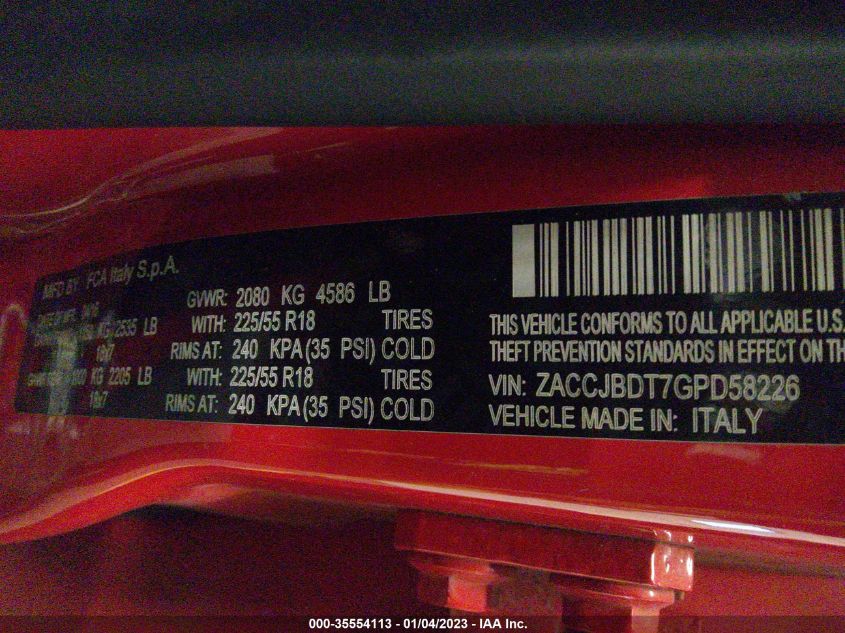 MFD BY: FCA Italy S.p.A.
GVWR: 2080 KG 4586 LB
DATE OF MFG.
KG 2535 LB WITH: 225/55 R18 TIRES
18x7 RIMS AT: 240 KPA (35 PSI) COLD
KG 2205 LB WITH: 225/55 R18 TIRES
18x7 RIMS AT: 240 KPA (35 PSI) COLD
THIS VEHICLE CONFORMS TO ALL APPLICABLE U.S.
THEFT PREVENTION STANDARDS IN EFFECT ON TH
VIN: ZACCJBDT7GPD58226
VEHICLE MADE IN: ITALY
000-35554113 - 01/04/2023 - IAA Inc.